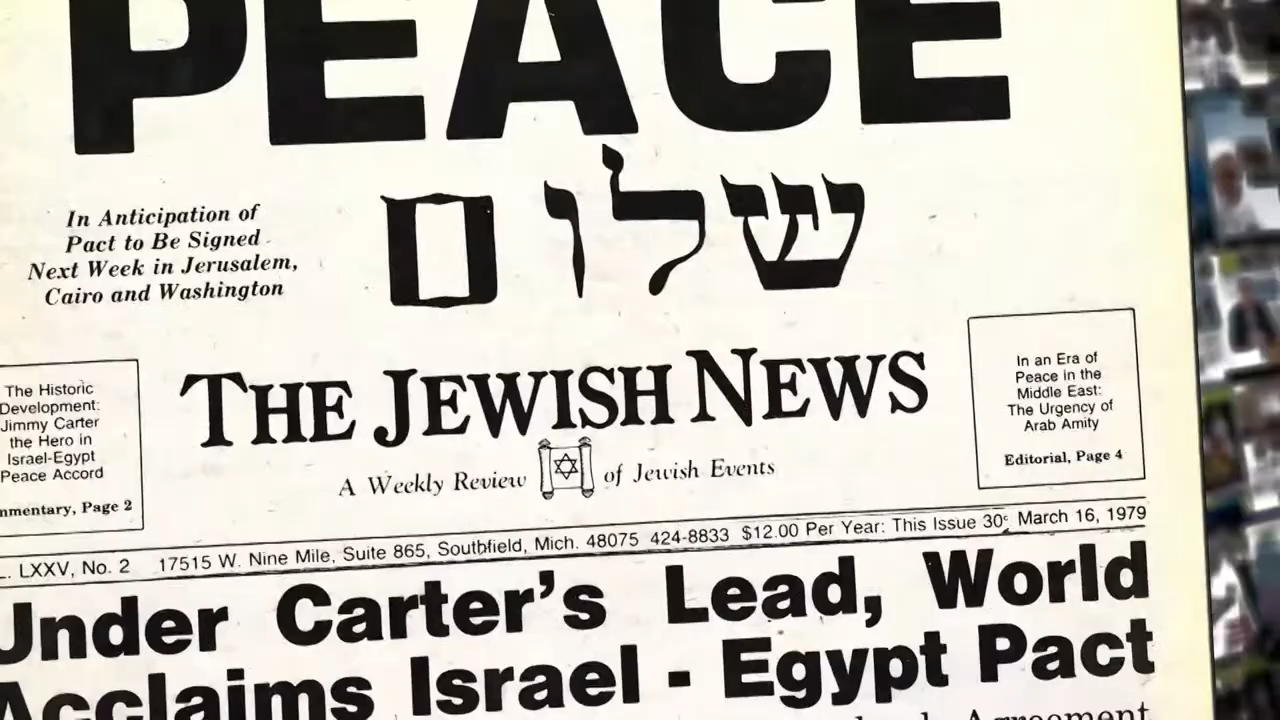 PEACE
שלום
In Anticipation of
Pact to Be Signed
Next Week in Jerusalem,
Cairo and Washington
The Historic
Development:
Jimmy Carter
the Hero in
Israel-Egypt
Peace Accord
mmentary, Page 2
THE JEWISH NEWS
A Weekly Review of Jewish Events
In an Era of
Peace in the
Middle East:
The Urgency of
Arab Amity
Editorial, Page 4
LXXV, No. 2 17515 W. Nine Mile, Suite 865, Southfield, Mich. 48075 424-8833 $12.00 Per Year: This Issue 30¢ March 16, 1979
Under Carter's Lead, World
Acclaims Israel - Egypt Pact
Agreement